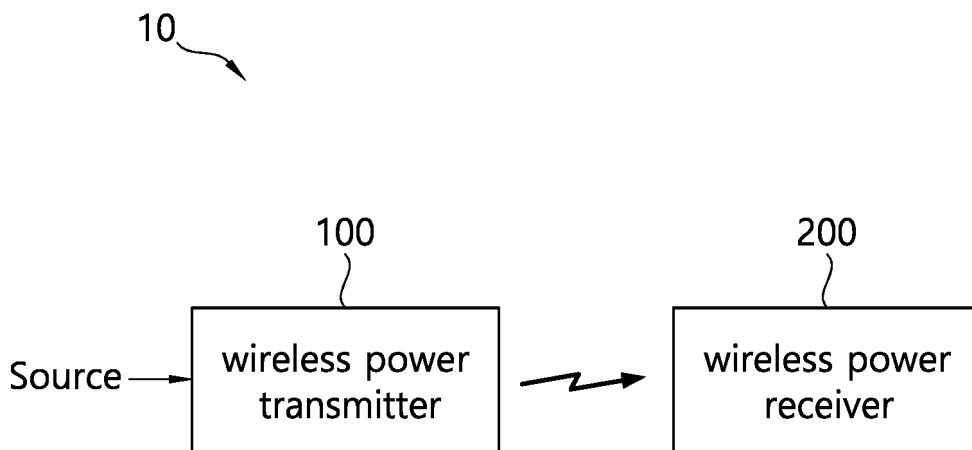 10
100
200
Source
wireless power
transmitter
wireless power
receiver